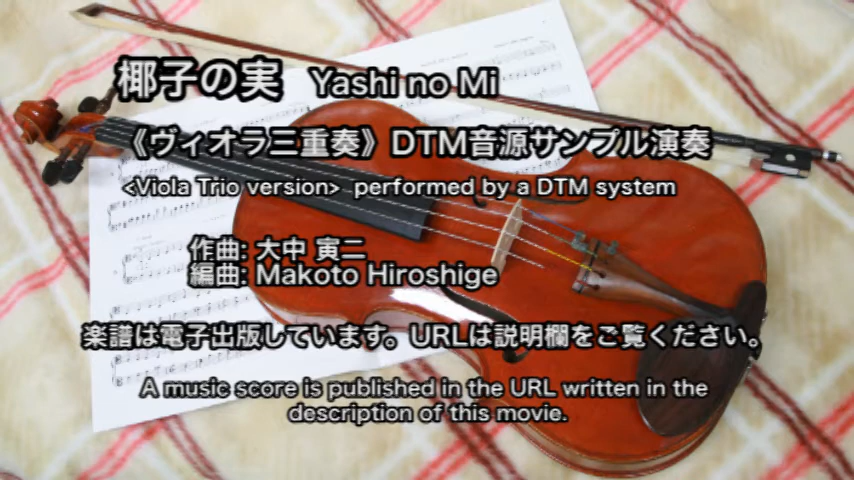 椰子の実 Yashi no Mi
《ヴィオラ三重奏》DTM音源サンプル演奏
<Viola Trio version> performed by a DTM system
作曲: 大中 寅二
編曲: Makoto Hiroshige
楽譜は電子出版しています。URLは説明欄をご覧ください。
A music score is published in the URL written in the
description of this movie.